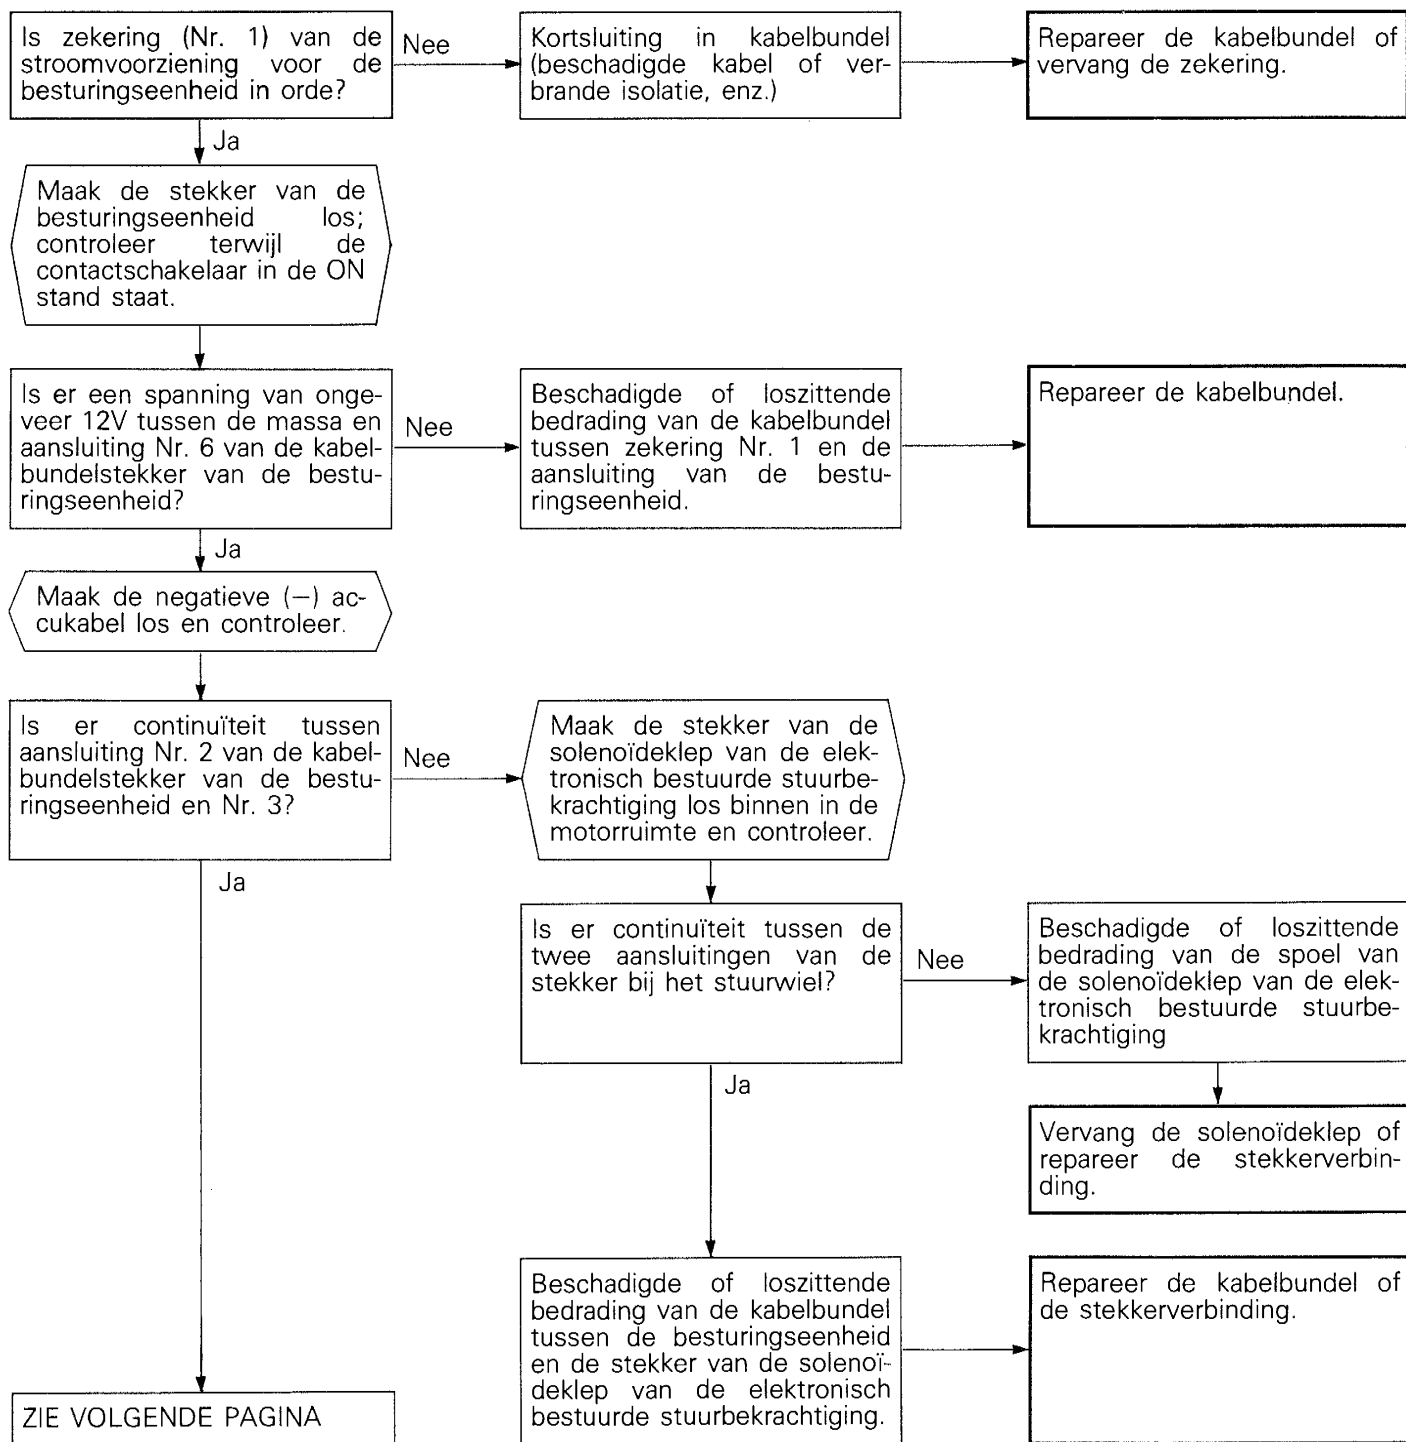 Is zekering (Nr. 1) van de
stroomvoorziening voor de
besturingseenheid in orde?
Nee
Kortsluiting in kabelbundel
(beschadigde kabel of ver-
brande isolatie, enz.)
Repareer de kabelbundel of
vervang de zekering.
Ja
Maak de stekker van de
besturingseenheid los;
controleer terwijl de
contactschakelaar in de ON
stand staat.
Is er een spanning van onge-
veer 12V tussen de massa en
aansluiting Nr. 6 van de kabel-
bundelstekker van de bestu-
ringseenheid?
Nee
Beschadigde of loszittende
bedrading van de kabelbundel
tussen zekering Nr. 1 en de
aansluiting van de bestu-
ringseenheid.
Repareer de kabelbundel.
Ja
Maak de negatieve (−) ac-
cukabel los en controleer.
Is er continuïteit tussen
aansluiting Nr. 2 van de kabel-
bundelstekker van de bestu-
ringseenheid en Nr. 3?
Nee
Maak de stekker van de
solenoïdeklep van de elek-
tronisch bestuurde stuurbe-
krachtiging los binnen in de
motorruimte en controleer.
Ja
Is er continuïteit tussen de
twee aansluitingen van de
stekker bij het stuurwiel?
Nee
Beschadigde of loszittende
bedrading van de spoel van
de solenoïdeklep van de elek-
tronisch bestuurde stuurbe-
krachtiging
Ja
Vervang de solenoïdeklep of
repareer de stekkerverbin-
ding.
Beschadigde of loszittende
bedrading van de kabelbundel
tussen de besturingseenheid
en de stekker van de solenoï-
deklep van de elektronisch
bestuurde stuurbekrachtiging.
Repareer de kabelbundel of
de stekkerverbinding.
ZIE VOLGENDE PAGINA